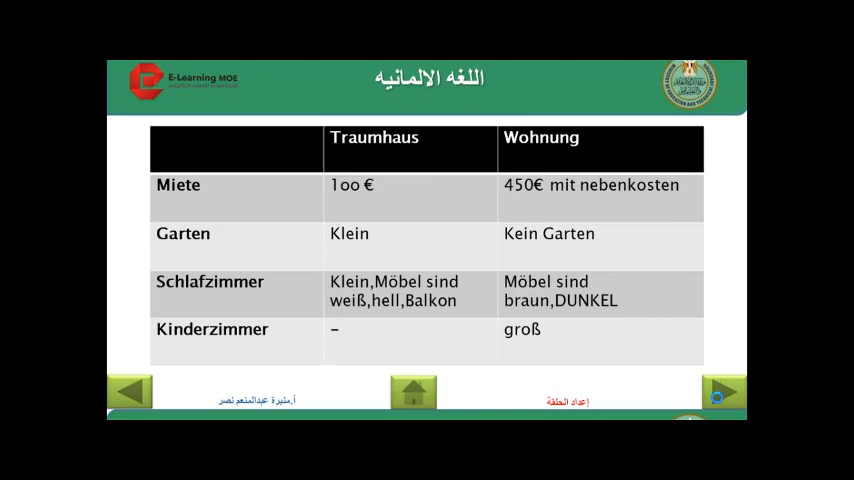 E-Learning MOE
اللغه الالمانيه
Traumhaus
Wohnung
Miete
1oo €
450€ mit nebenkosten
Garten
Klein
Kein Garten
Schlafzimmer
Klein,Möbel sind
weiß,hell,Balkon
Möbel sind
braun,DUNKEL
Kinderzimmer
–
groß
أ.منيرة عبدالمنعم نصر
إعداد الحلقة